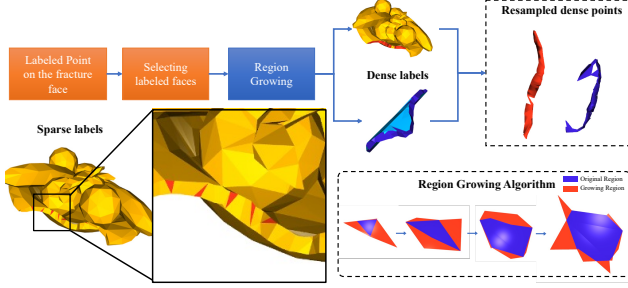 Resampled dense points
Labeled Point
on the fracture
face
Selecting
labeled faces
Region
Growing
Dense labels
Sparse labels
Region Growing Algorithm
Original Region
Growing Region